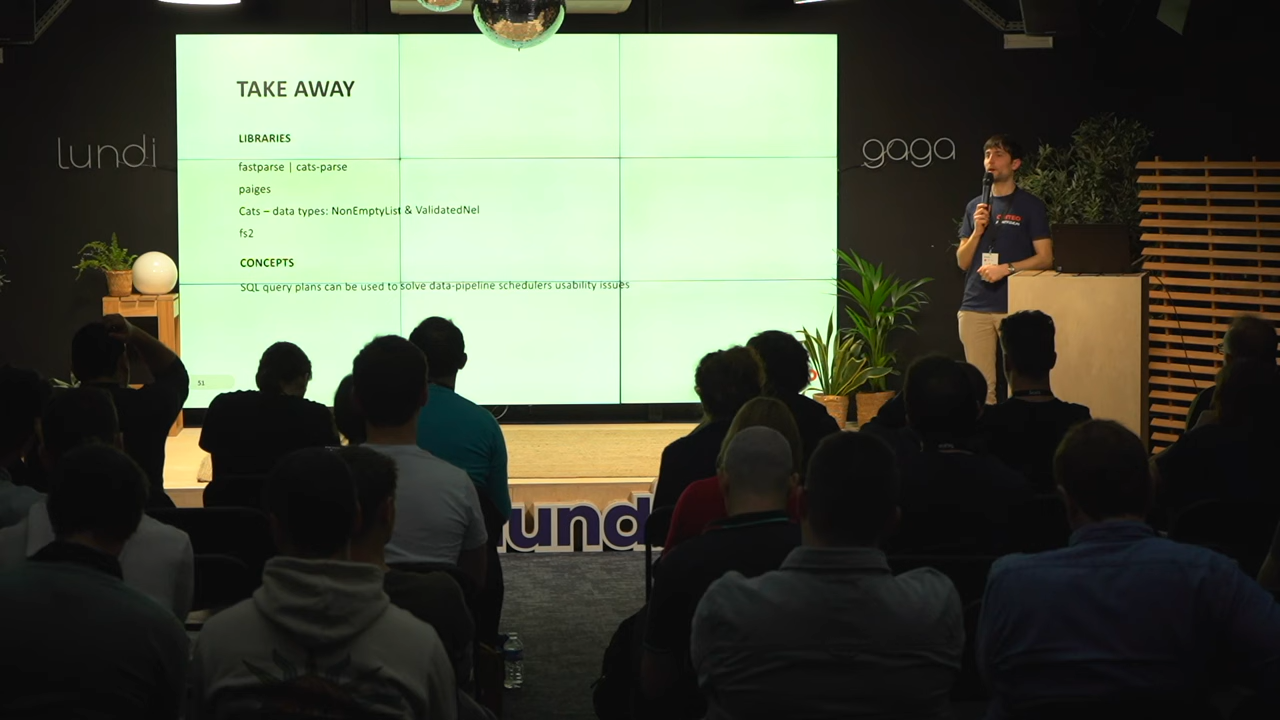 TAKE AWAY
LIBRARIES
fastparse | cats-parse
paiges
Cats – data types: NonEmptyList & ValidatedNel
fs2
CONCEPTS
SQL query plans can be used to solve data-pipeline schedulers usability issues
51
lundi
gaga
lund